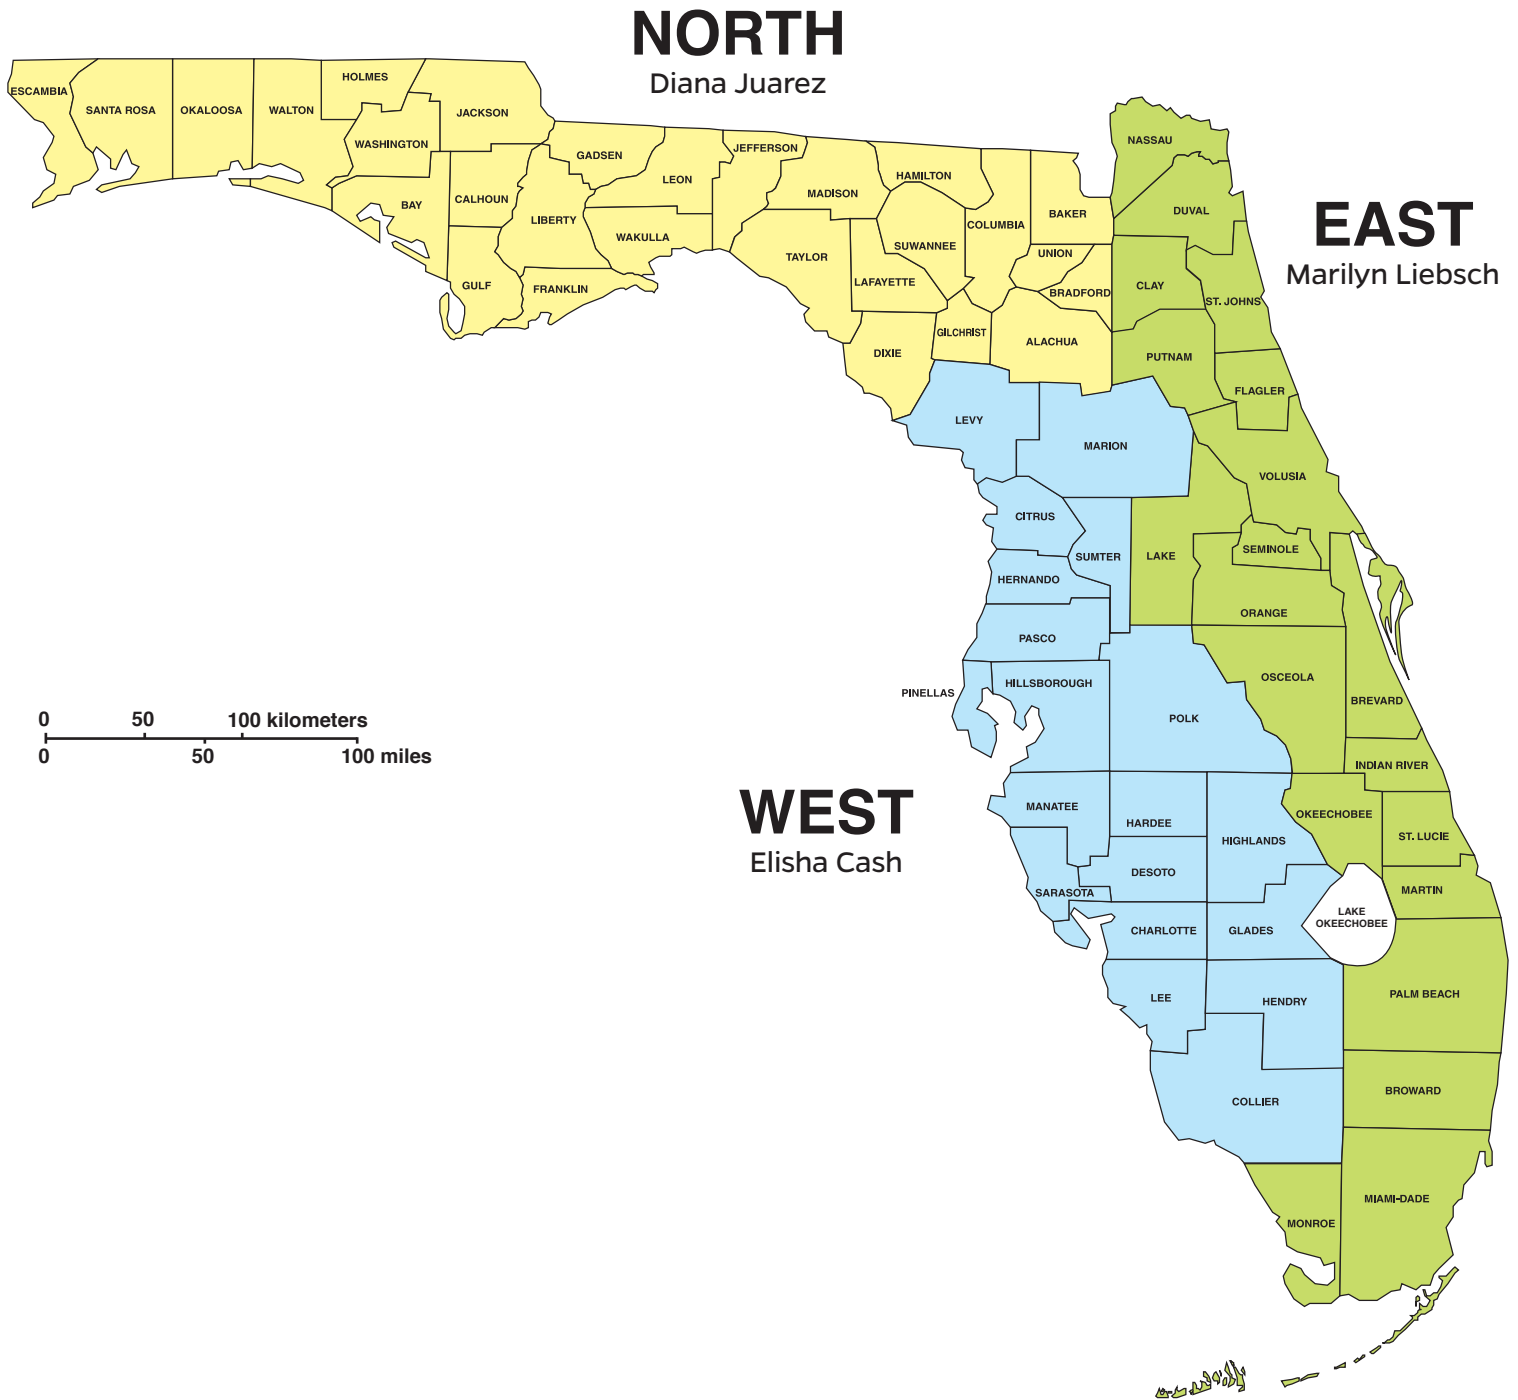 NORTH
Diana Juarez
EAST
Marilyn Liebsch
WEST
Elisha Cash
ESCAMBIA
SANTA ROSA
OKALOOSA
WALTON
HOLMES
WASHINGTON
JACKSON
BAY
CALHOUN
GULF
GADSEN
LIBERTY
FRANKLIN
LEON
WAKULLA
JEFFERSON
MADISON
TAYLOR
HAMILTON
SUWANNEE
LAFAYETTE
DIXIE
COLUMBIA
GILCHRIST
BAKER
UNION
BRADFORD
ALACHUA
NASSAU
DUVAL
CLAY
ST. JOHNS
PUTNAM
FLAGLER
LEVY
MARION
VOLUSIA
CITRUS
SUMTER
LAKE
SEMINOLE
HERNANDO
ORANGE
PASCO
PINELLAS
HILLSBOROUGH
POLK
OSCEOLA
BREVARD
INDIAN RIVER
MANATEE
HARDEE
HIGHLANDS
OKEECHOBEE
ST. LUCIE
DESOTO
SARASOTA
MARTIN
LAKE
OKEECHOBEE
CHARLOTTE
GLADES
LEE
HENDRY
PALM BEACH
COLLIER
BROWARD
MIAMI-DADE
MONROE
0 50 100 kilometers
0 50 100 miles